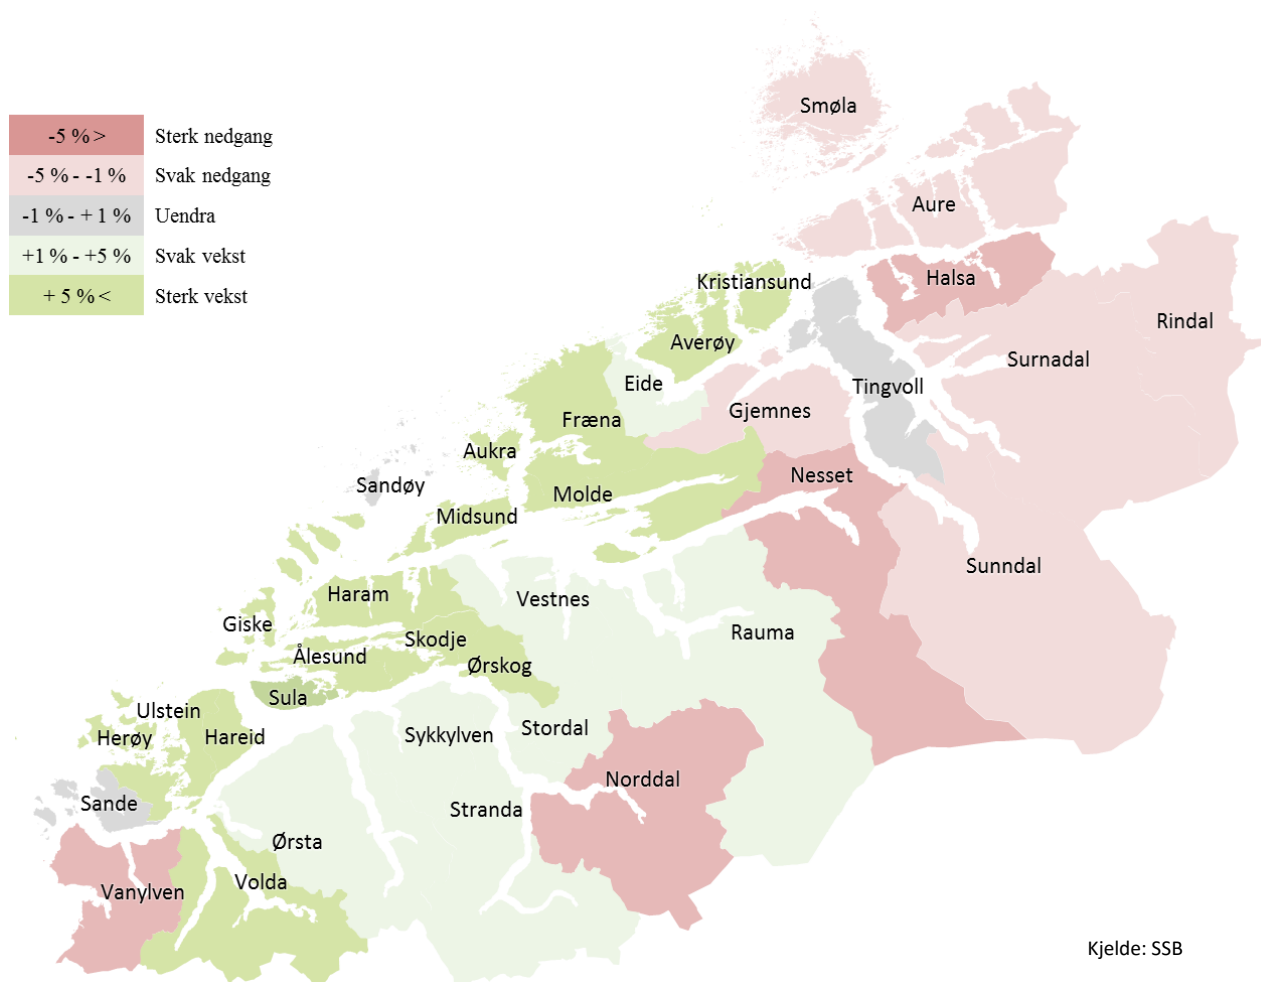 -5 % > Sterk nedgang
-5 % - -1 % Svak nedgang
-1 % - + 1 % Uendra
+1 % - +5 % Svak vekst
+ 5 % < Sterk vekst
Smøla
Aure
Halsa
Kristiansund
Rindal
Averøy
Surnadal
Eide
Tingvoll
Gjemnes
Fræna
Aukra
Nesset
Sandøy
Molde
Midsund
Sunndal
Haram
Vestnes
Giske
Rauma
Skodje
Ålesund
Ørskog
Sula
Ulstein
Stordal
Herøy
Hareid
Sykkylven
Norddal
Sande
Stranda
Ørsta
Volda
Vanylven
Kjelde: SSB